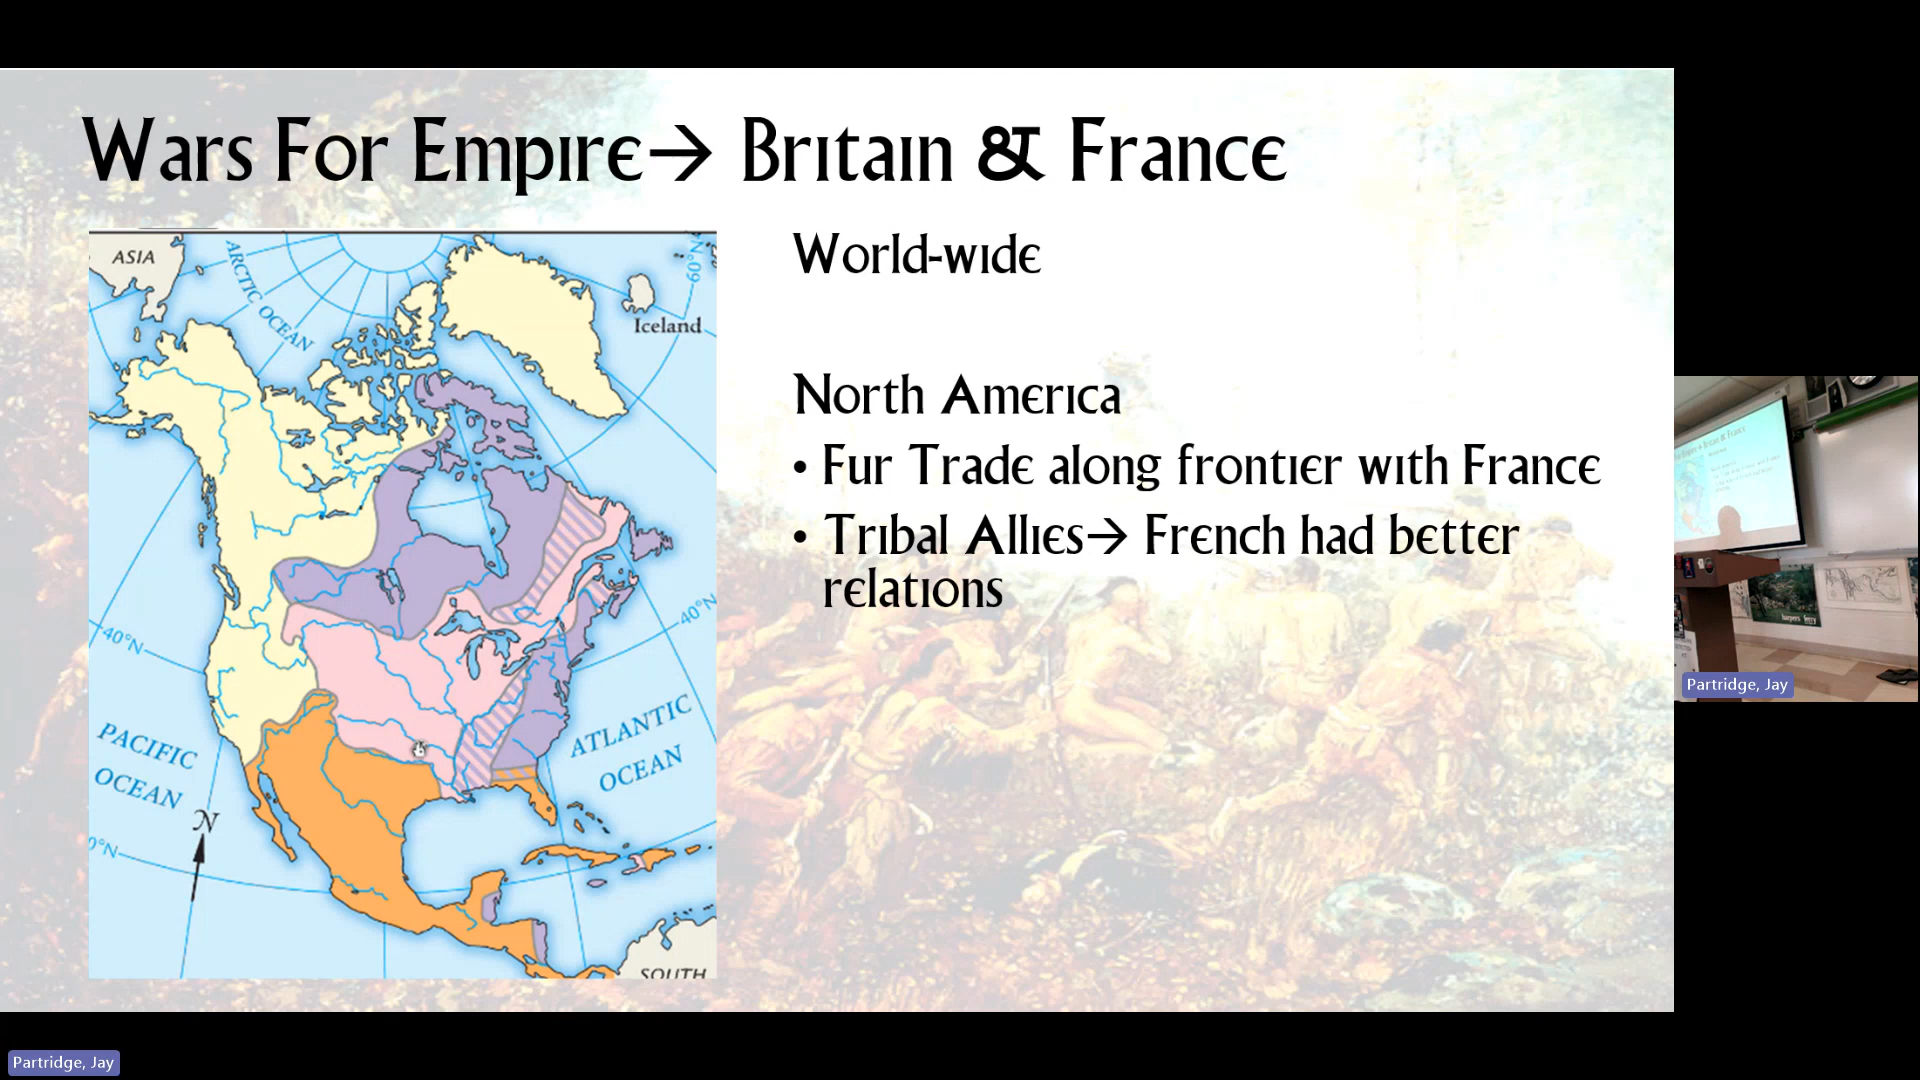 Wars For Empire→ Britain & France
ASIA
ARCTIC OCEAN
60°N
Iceland
World-wide
North America
• Fur Trade along frontier with France
• Tribal Allies→ French had better
relations
40°N
40°N
PACIFIC
OCEAN
ATLANTIC
OCEAN
N
0°N
SOUTH
harpers ferry
Partridge, Jay
Partridge, Jay